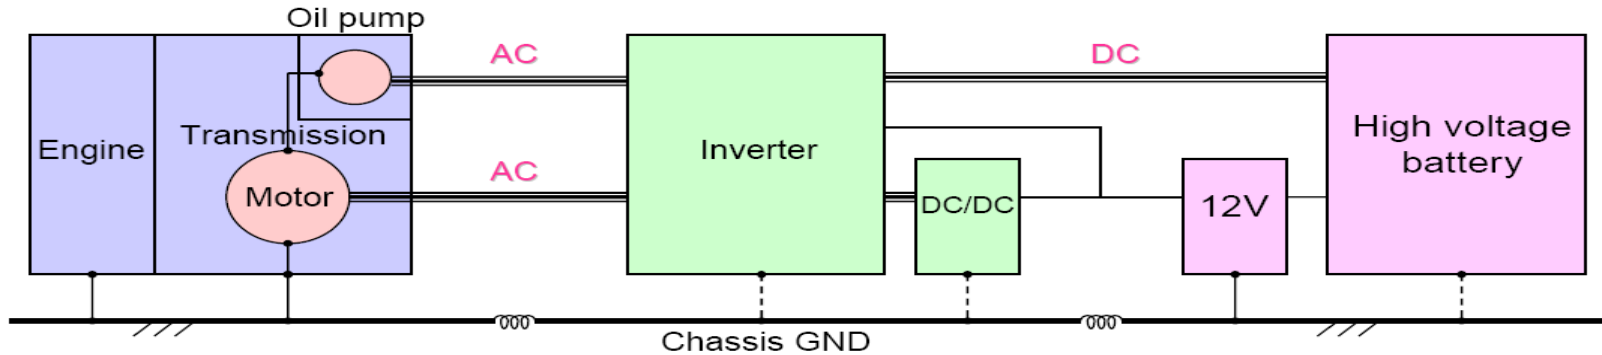 Oil pump
AC
DC
Engine
Transmission
Motor
AC
Inverter
DC/DC
12V
High voltage
battery
Chassis GND